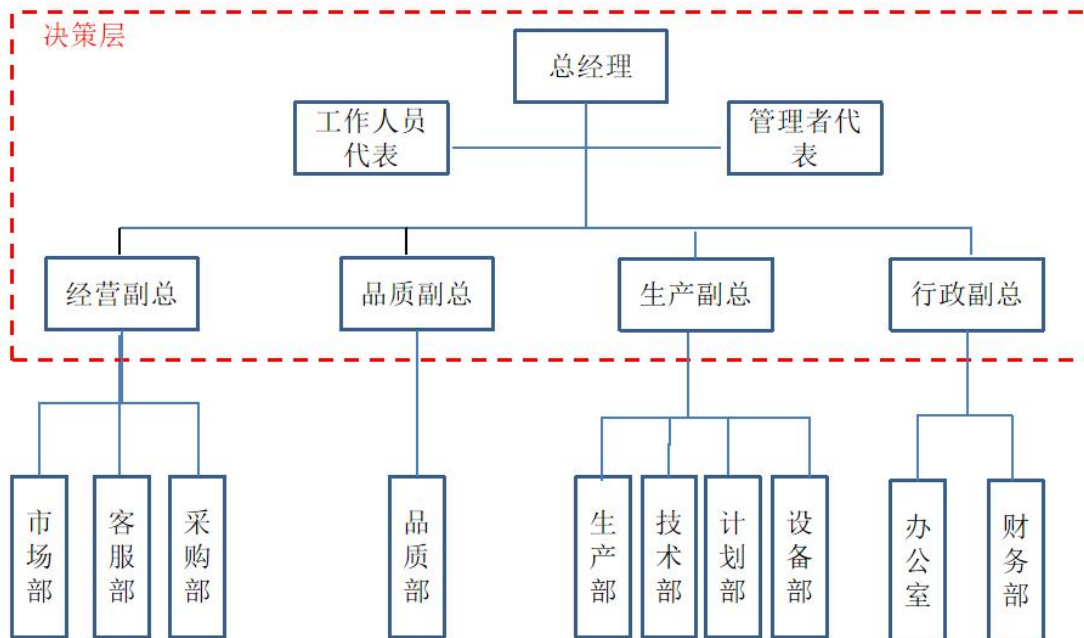 决策层
总经理
工作人员
代表
管理者代
表
经营副总
品质副总
生产副总
行政副总
市场部
客服部
采购部
品质部
生产部
技术部
计划部
设备部
办公室
财务部